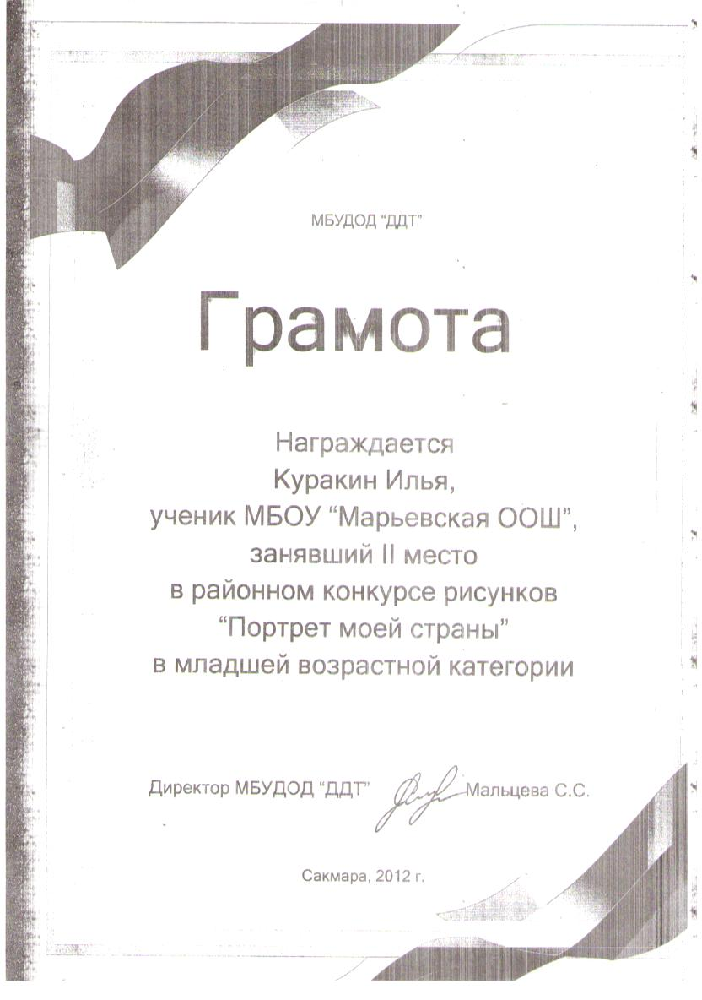 МБУДОД “ДДТ”
Грамота
Награждается
Куракин Илья,
ученик МБОУ “Марьевская ООШ”,
занявший II место
в районном конкурсе рисунков
“Портрет моей страны”
в младшей возрастной категории
Директор МБУДОД “ДДТ” Мальцева С.С.
Сакмара, 2012 г.